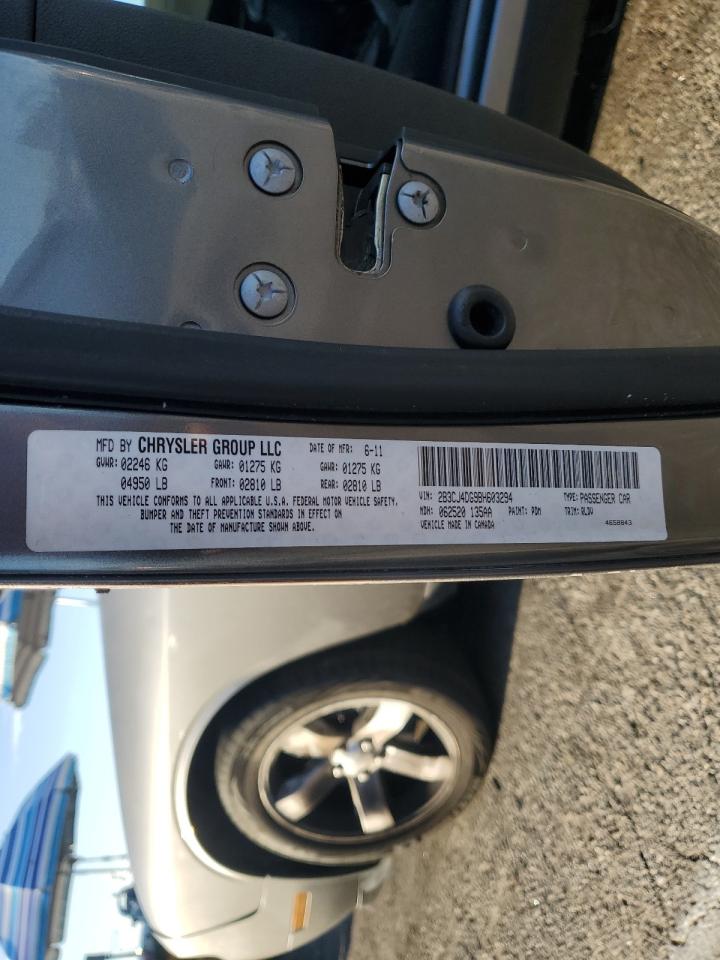 MFD BY CHRYSLER GROUP LLC DATE OF MFR: 6-11
GVWR: 02246 KG GAWR: 01275 KG GAWR: 01275 KG
04950 LB FRONT: 02810 LB REAR: 02810 LB
THIS VEHICLE CONFORMS TO ALL APPLICABLE U.S.A. FEDERAL MOTOR VEHICLE SAFETY,
BUMPER AND THEFT PREVENTION STANDARDS IN EFFECT ON
THE DATE OF MANUFACTURE SHOWN ABOVE.
VIN: 2B3CJ4DG9BH603294 TYPE: PASSENGER CAR
MDH: 062520 135AA PAINT: PDM TRIM: RLDV
VEHICLE MADE IN CANADA 4658843